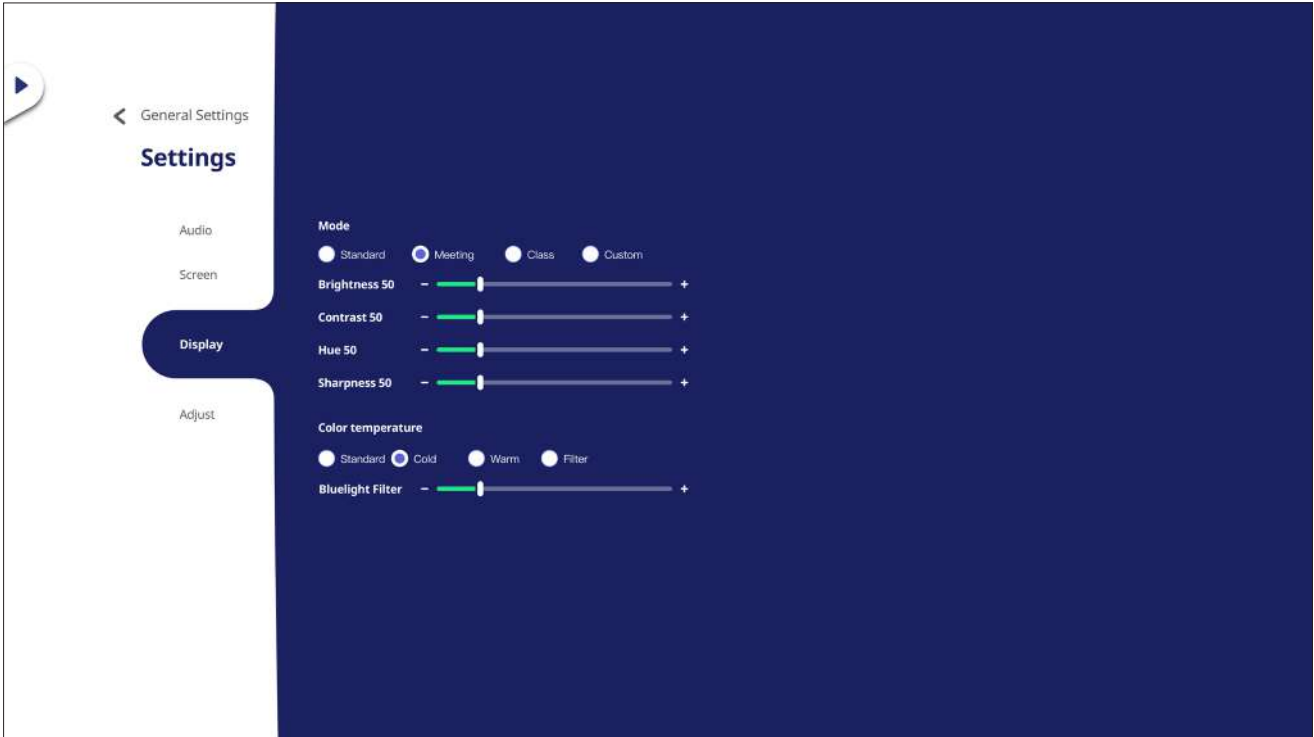 General Settings
Settings
Audio
Screen
Display
Adjust
Mode
Standard Meeting Class Custom
Brightness 50 - +
Contrast 50 - +
Hue 50 - +
Sharpness 50 - +
Color temperature
Standard Cold Warm Filter
Bluelight Filter - +